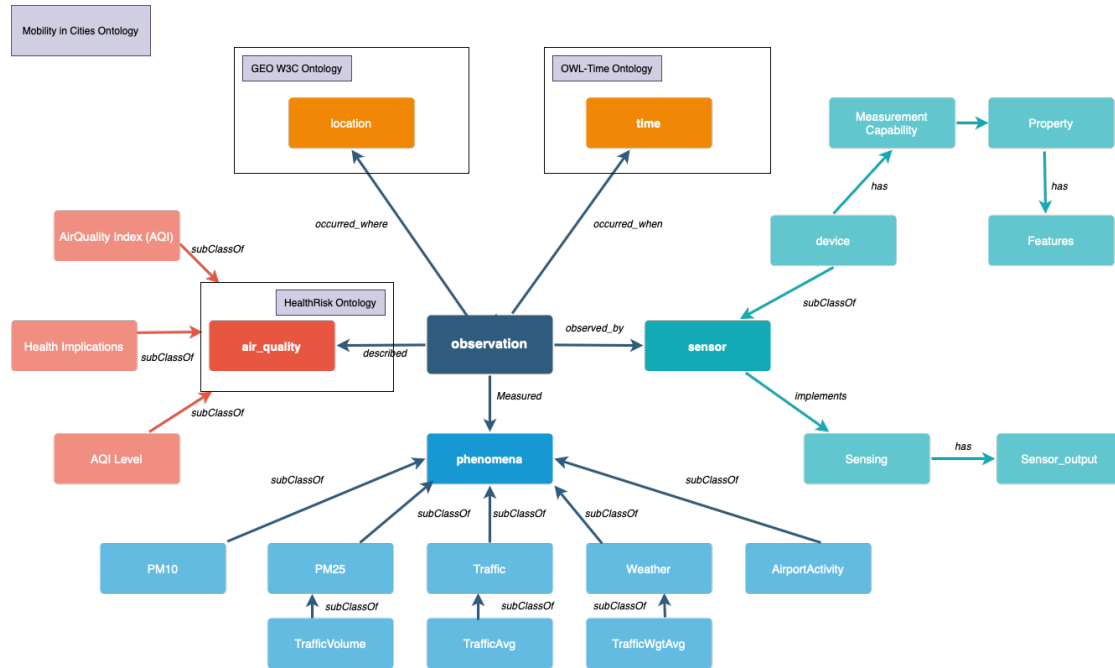 Mobility in Cities Ontology
GEO W3C Ontology
OWL-Time Ontology
location
time
Measurement
Capability
Property
has
has
occurred_where
occurred_when
AirQuality Index (AQI)
subClassOf
device
Features
HealthRisk Ontology
subClassOf
Health Implications
subClassOf
air_quality
described
observation
observed_by
sensor
subClassOf
Measured
implements
AQI Level
phenomena
Sensing
has
Sensor_output
subClassOf
subClassOf
subClassOf
subClassOf
subClassOf
PM10
PM25
Traffic
Weather
AirportActivity
subClassOf
subClassOf
subClassOf
TrafficVolume
TrafficAvg
TrafficWgtAvg